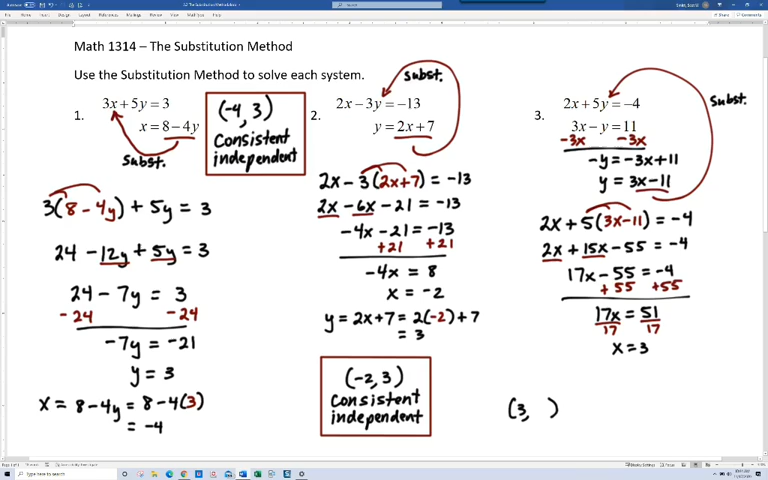 Math 1314 – The Substitution Method
Use the Substitution Method to solve each system.
1.
3x + 5y = 3
x = 8 – 4y
Subst.
3(8 - 4y) + 5y = 3
24 - 12y + 5y = 3
24 - 7y = 3
-24 -24
-7y = -21
y = 3
x = 8 - 4y = 8 - 4(3)
= -4
(-4, 3)
Consistent
independent
2.
Subst.
2x – 3y = –13
y = 2x + 7
2x - 3(2x+7) = -13
2x - 6x - 21 = -13
-4x - 21 = -13
+21 +21
-4x = 8
x = -2
y = 2x+7 = 2(-2) + 7
= 3
(-2, 3)
Consistent
independent
3.
Subst.
2x + 5y = –4
3x – y = 11
-3x -3x
-y = -3x + 11
y = 3x - 11
2x + 5(3x-11) = -4
2x + 15x - 55 = -4
17x - 55 = -4
+55 +55
17x = 51
17 17
x = 3
(3, )